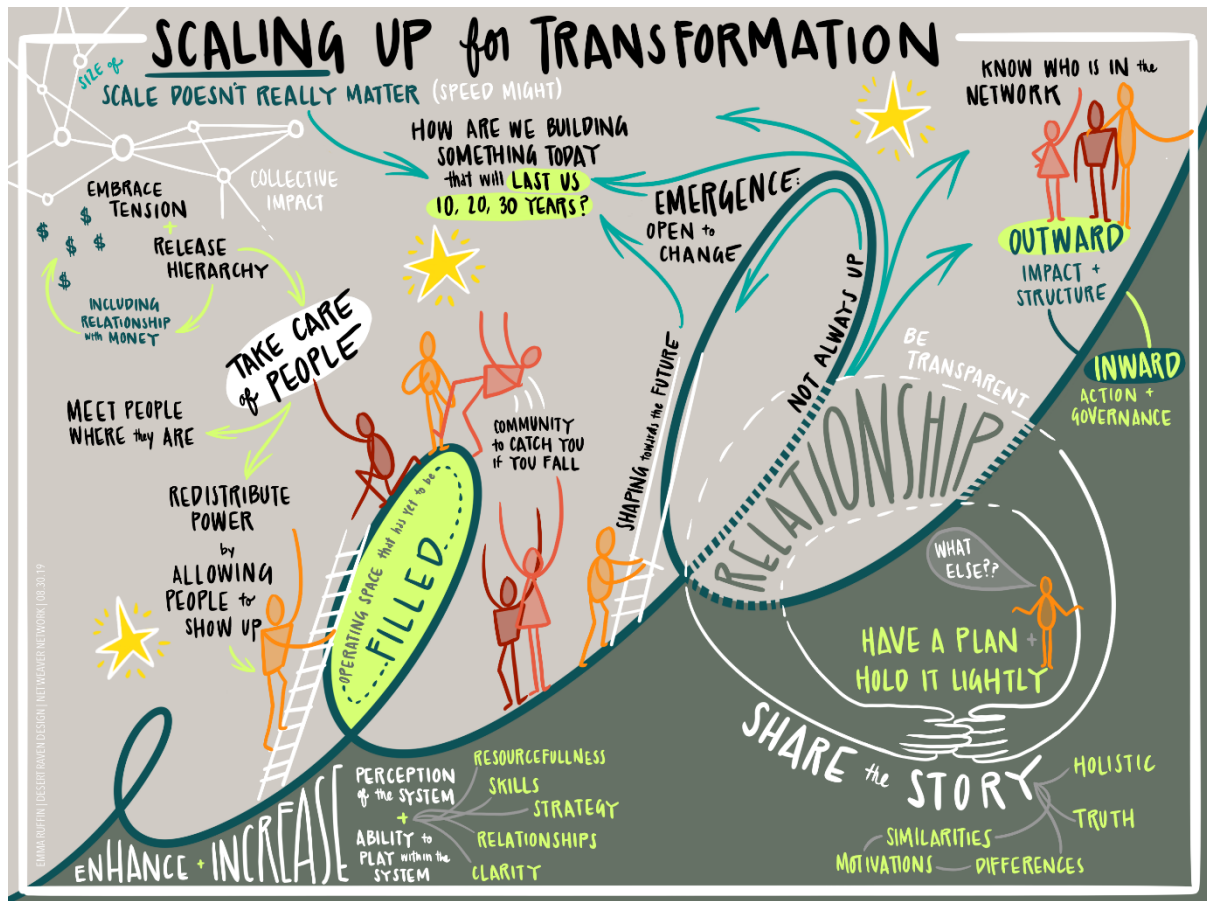 SCALING UP for TRANSFORMATION
SIZE of
SCALE DOESN'T REALLY MATTER (SPEED MIGHT)
HOW ARE WE BUILDING
SOMETHING TODAY
that will LAST US
10, 20, 30 YEARS?
KNOW WHO IS IN the
NETWORK
COLLECTIVE
IMPACT
EMBRACE
TENSION
+
RELEASE
HIERARCHY
$ $ $ $ $
INCLUDING
RELATIONSHIP
with MONEY
TAKE CARE
of PEOPLE
MEET PEOPLE
WHERE they ARE
REDISTRIBUTE
POWER
by
ALLOWING
PEOPLE to
SHOW UP
COMMUNITY
to CATCH YOU
if YOU FALL
OPERATING SPACE that has yet to be
FILLED
EMERGENCE:
OPEN to
CHANGE
SHAPING towards the FUTURE
NOT ALWAYS UP
OUTWARD
IMPACT +
STRUCTURE
INWARD
ACTION +
GOVERNANCE
BE
TRANSPARENT
RELATIONSHIP
WHAT
ELSE??
HAVE A PLAN +
HOLD IT LIGHTLY
SHARE the STORY
HOLISTIC
TRUTH
SIMILARITIES
MOTIVATIONS
DIFFERENCES
ENHANCE + INCREASE
PERCEPTION
of the SYSTEM
+
ABILITY to
PLAY within the
SYSTEM
RESOURCEFULLNESS
SKILLS
STRATEGY
RELATIONSHIPS
CLARITY
EMMA RUFFIN | DESERT RAVEN DESIGN | NETWEAVER NETWORK | 08.30.19